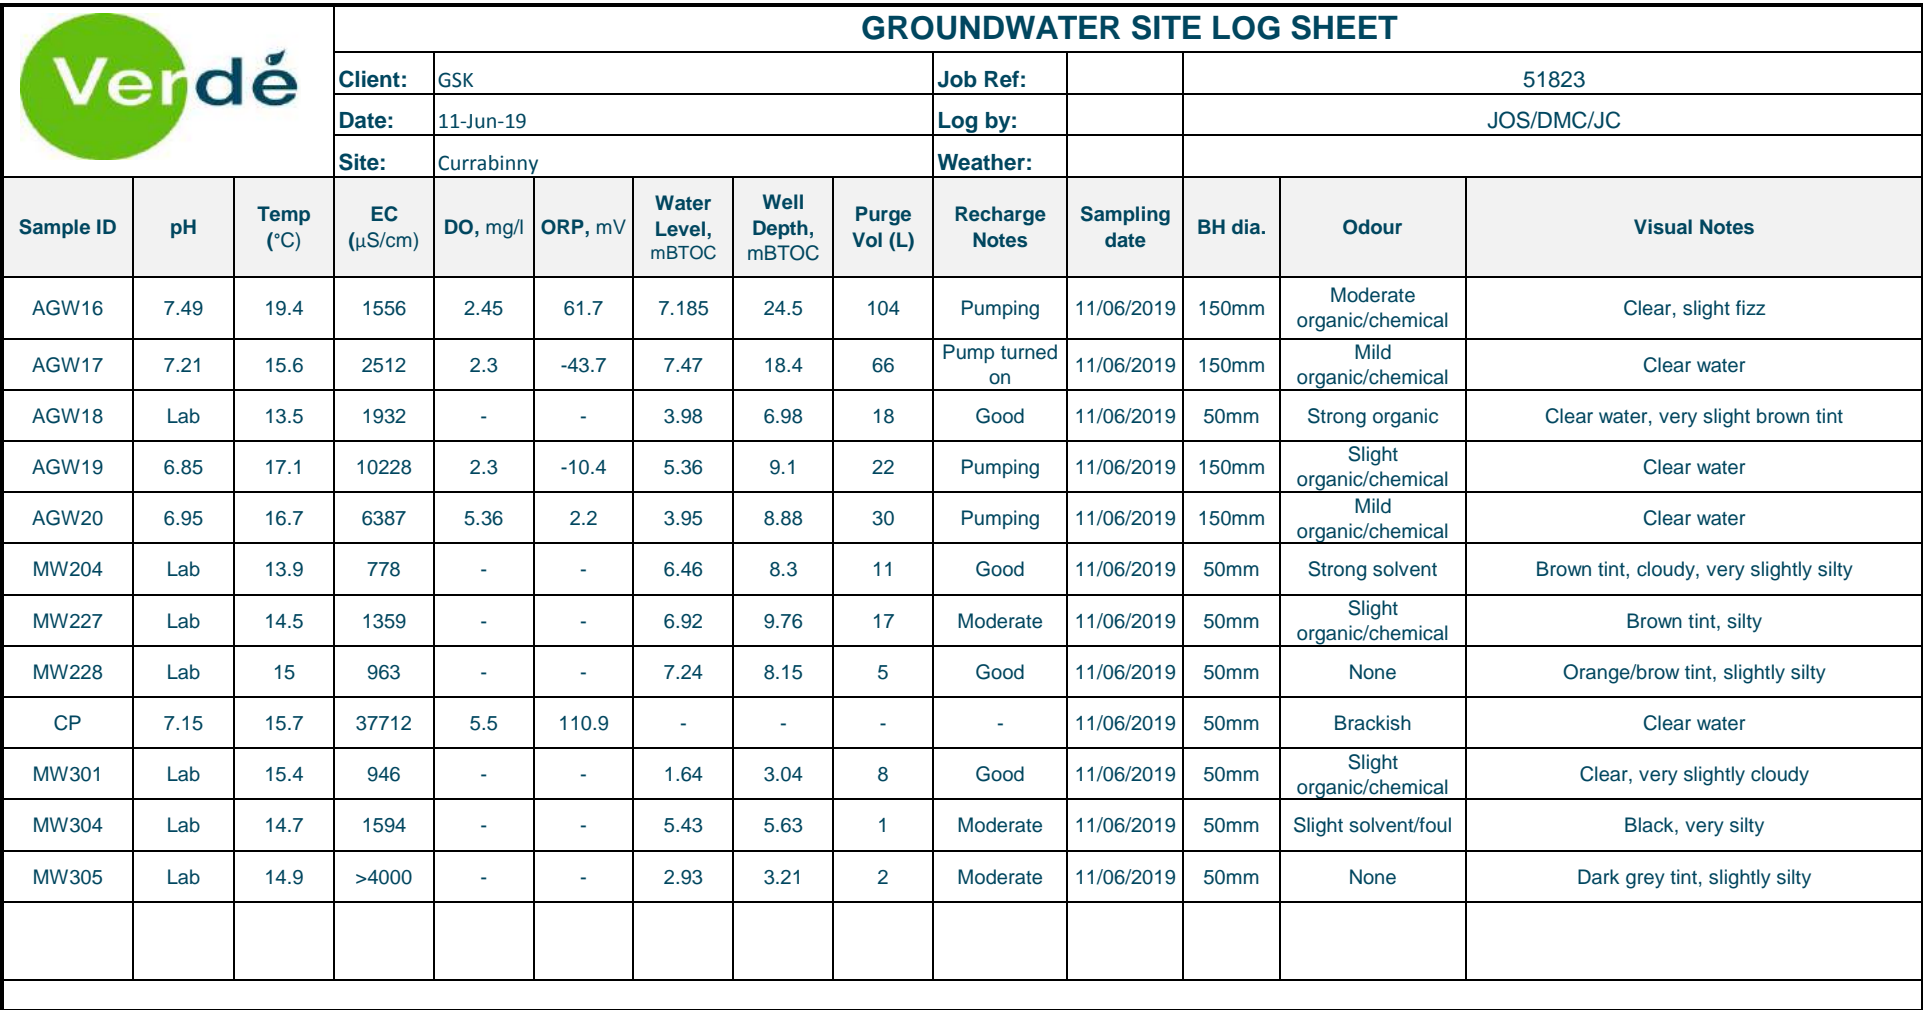 Verdé
GROUNDWATER SITE LOG SHEET
Client: GSK Job Ref: 51823
Date: 11-Jun-19 Log by: JOS/DMC/JC
Site: Currabinny Weather:
Sample ID pH Temp (°C) EC (µS/cm) DO, mg/l ORP, mV Water Level, mBTOC Well Depth, mBTOC Purge Vol (L) Recharge Notes Sampling date BH dia. Odour Visual Notes
AGW16 7.49 19.4 1556 2.45 61.7 7.185 24.5 104 Pumping 11/06/2019 150mm Moderate organic/chemical Clear, slight fizz
AGW17 7.21 15.6 2512 2.3 -43.7 7.47 18.4 66 Pump turned on 11/06/2019 150mm Mild organic/chemical Clear water
AGW18 Lab 13.5 1932 - - 3.98 6.98 18 Good 11/06/2019 50mm Strong organic Clear water, very slight brown tint
AGW19 6.85 17.1 10228 2.3 -10.4 5.36 9.1 22 Pumping 11/06/2019 150mm Slight organic/chemical Clear water
AGW20 6.95 16.7 6387 5.36 2.2 3.95 8.88 30 Pumping 11/06/2019 150mm Mild organic/chemical Clear water
MW204 Lab 13.9 778 - - 6.46 8.3 11 Good 11/06/2019 50mm Strong solvent Brown tint, cloudy, very slightly silty
MW227 Lab 14.5 1359 - - 6.92 9.76 17 Moderate 11/06/2019 50mm Slight organic/chemical Brown tint, silty
MW228 Lab 15 963 - - 7.24 8.15 5 Good 11/06/2019 50mm None Orange/brow tint, slightly silty
CP 7.15 15.7 37712 5.5 110.9 - - - - 11/06/2019 50mm Brackish Clear water
MW301 Lab 15.4 946 - - 1.64 3.04 8 Good 11/06/2019 50mm Slight organic/chemical Clear, very slightly cloudy
MW304 Lab 14.7 1594 - - 5.43 5.63 1 Moderate 11/06/2019 50mm Slight solvent/foul Black, very silty
MW305 Lab 14.9 >4000 - - 2.93 3.21 2 Moderate 11/06/2019 50mm None Dark grey tint, slightly silty